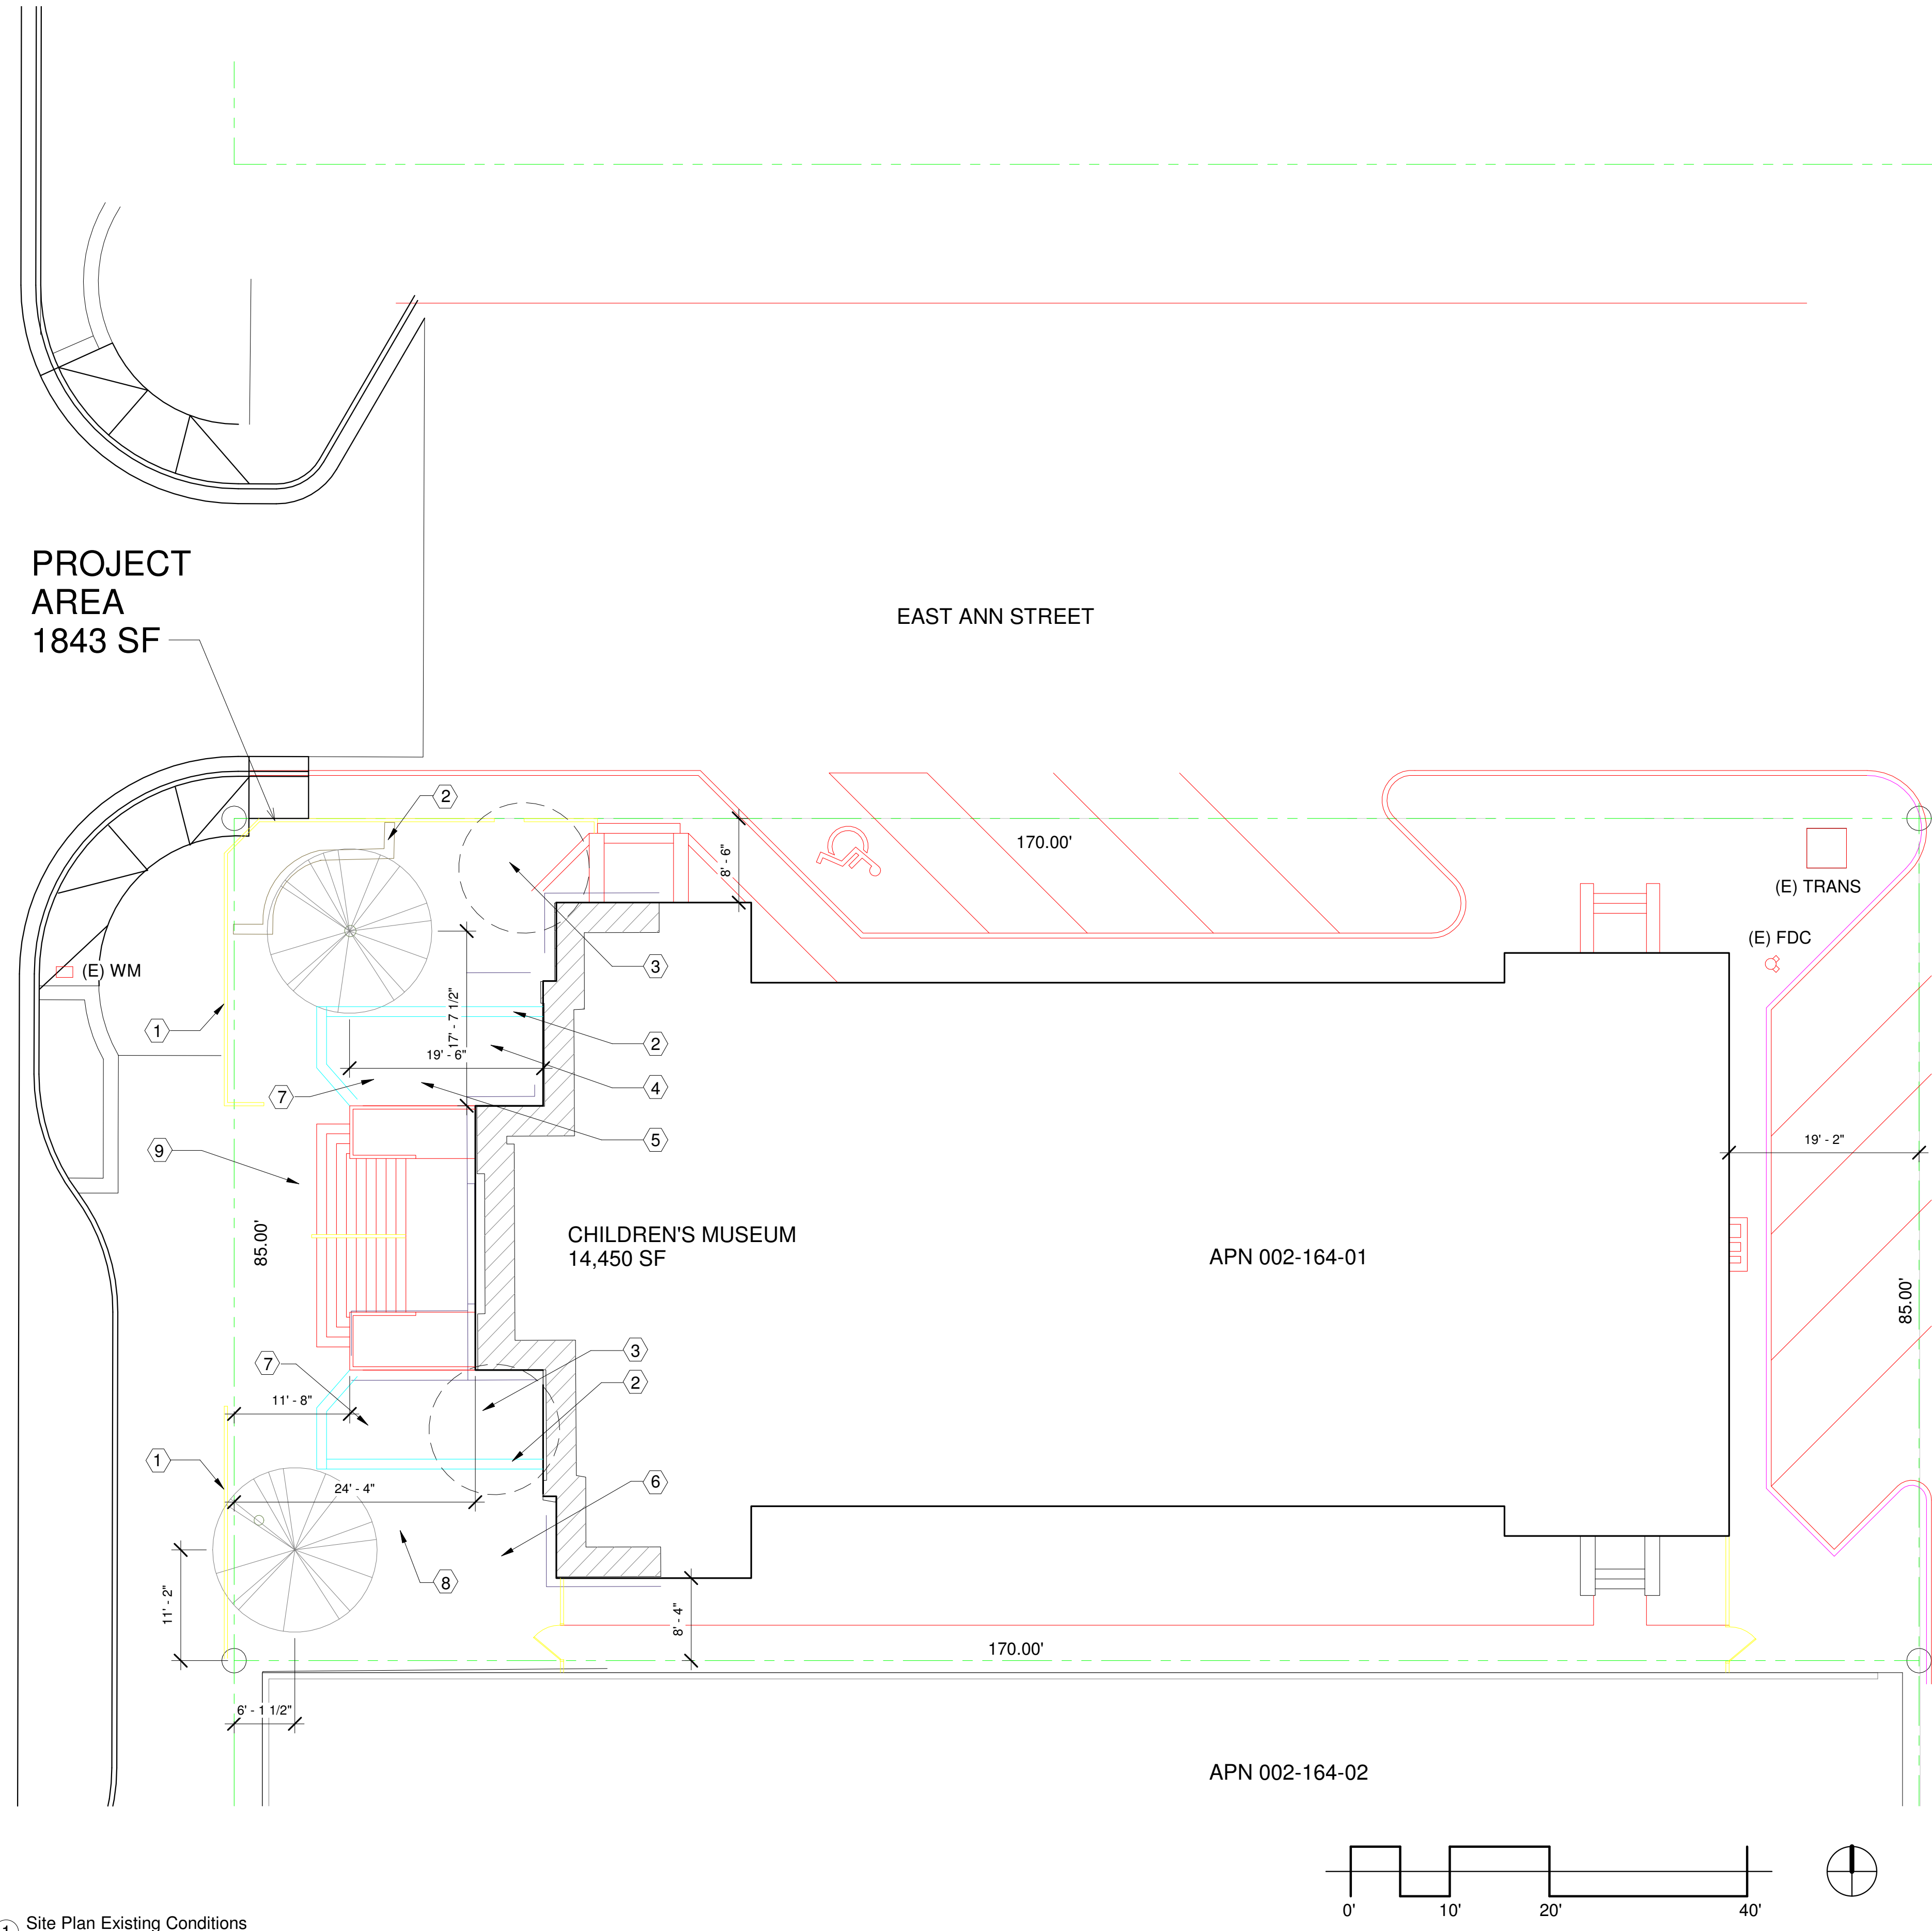 PROJECT
AREA
1843 SF
EAST ANN STREET
2
170.00'
8' - 6"
(E) TRANS
(E) FDC
3
(E) WM
1
17' - 7 1/2"
2
19' - 6"
4
7
5
9
19' - 2"
85.00'
CHILDREN'S MUSEUM
14,450 SF
APN 002-164-01
85.00'
3
7
2
11' - 8"
1
24' - 4"
6
8
11' - 2"
8' - 4"
170.00'
6' - 1 1/2"
APN 002-164-02
0' 10' 20' 40'
1 Site Plan Existing Conditions